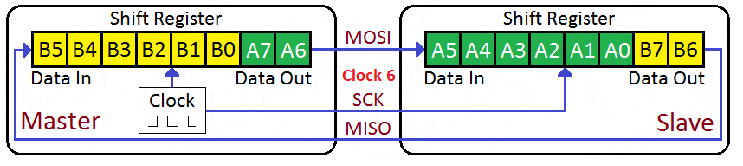 Shift Register
Shift Register
B5 B4 B3 B2 B1 B0 A7 A6
MOSI
A5 A4 A3 A2 A1 A0 B7 B6
Data In
Data Out
Clock 6
Data In
Data Out
Clock
SCK
Master
MISO
Slave